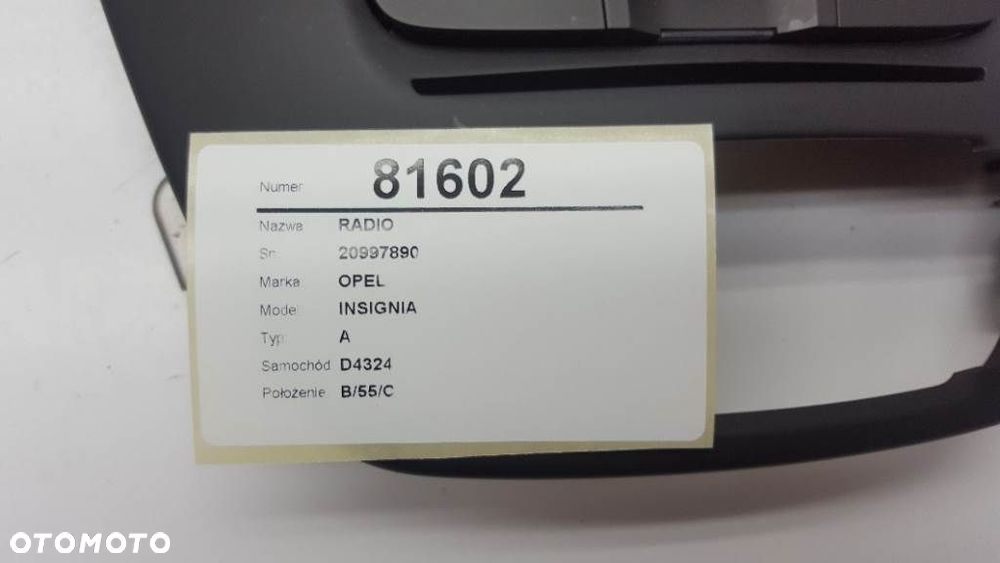 Numer 81602
Nazwa RADIO
Sn 20997890
Marka OPEL
Model INSIGNIA
Typ A
Samochód D4324
Położenie B/55/C
OTOMOTO